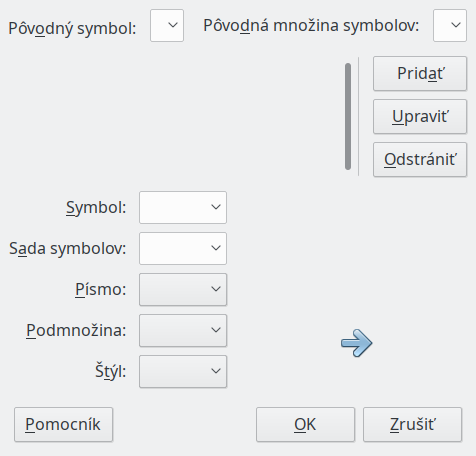 Pôvodný symbol: Pôvodná množina symbolov:
Pridať
Upraviť
Odstrániť
Symbol:
Sada symbolov:
Písmo:
Podmnožina:
Štýl:
Pomocník OK Zrušiť